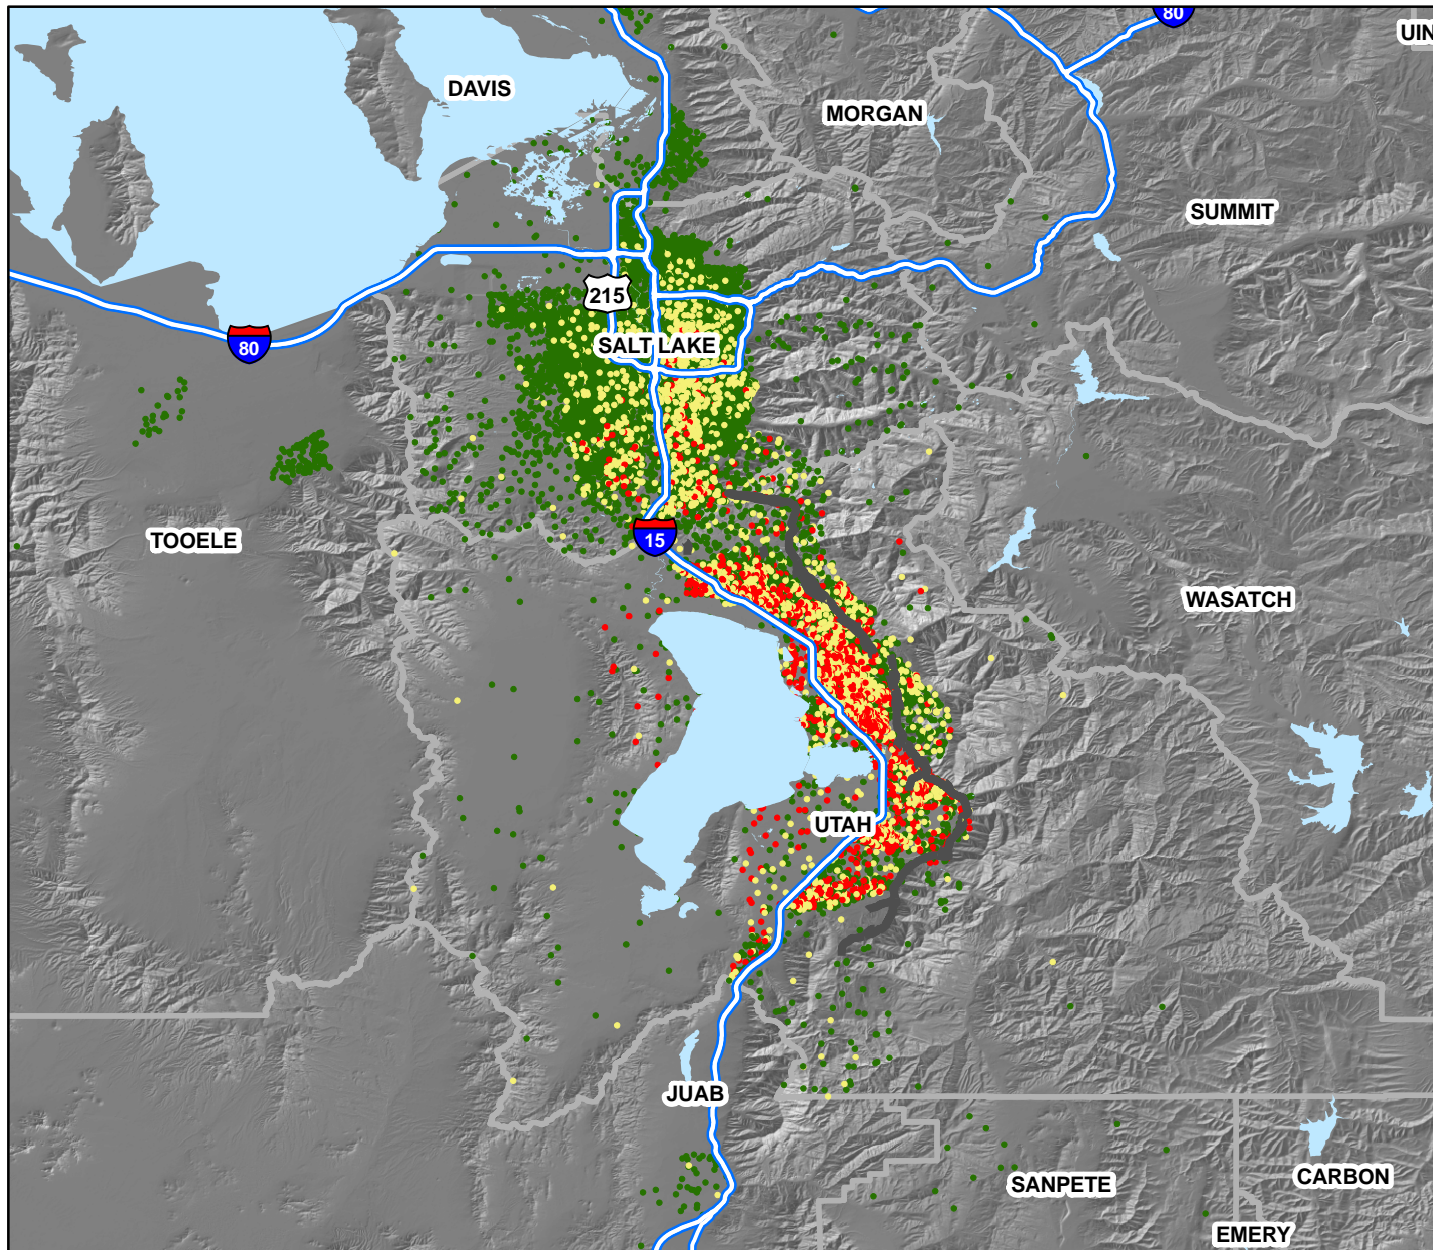 80
UIN
DAVIS
MORGAN
SUMMIT
215
SALT LAKE
80
15
TOOELE
WASATCH
UTAH
JUAB
SANPETE
CARBON
EMERY